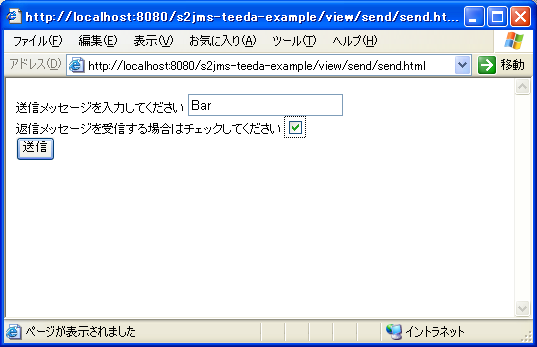 http://localhost:8080/s2jms-teeda-example/view/send/send.ht...
ファイル(F) 編集(E) 表示(V) お気に入り(A) ツール(T) ヘルプ(H)
アドレス(D) http://localhost:8080/s2jms-teeda-example/view/send/send.html 移動
送信メッセージを入力してください Bar
返信メッセージを受信する場合はチェックしてください
送信
ページが表示されました イントラネット